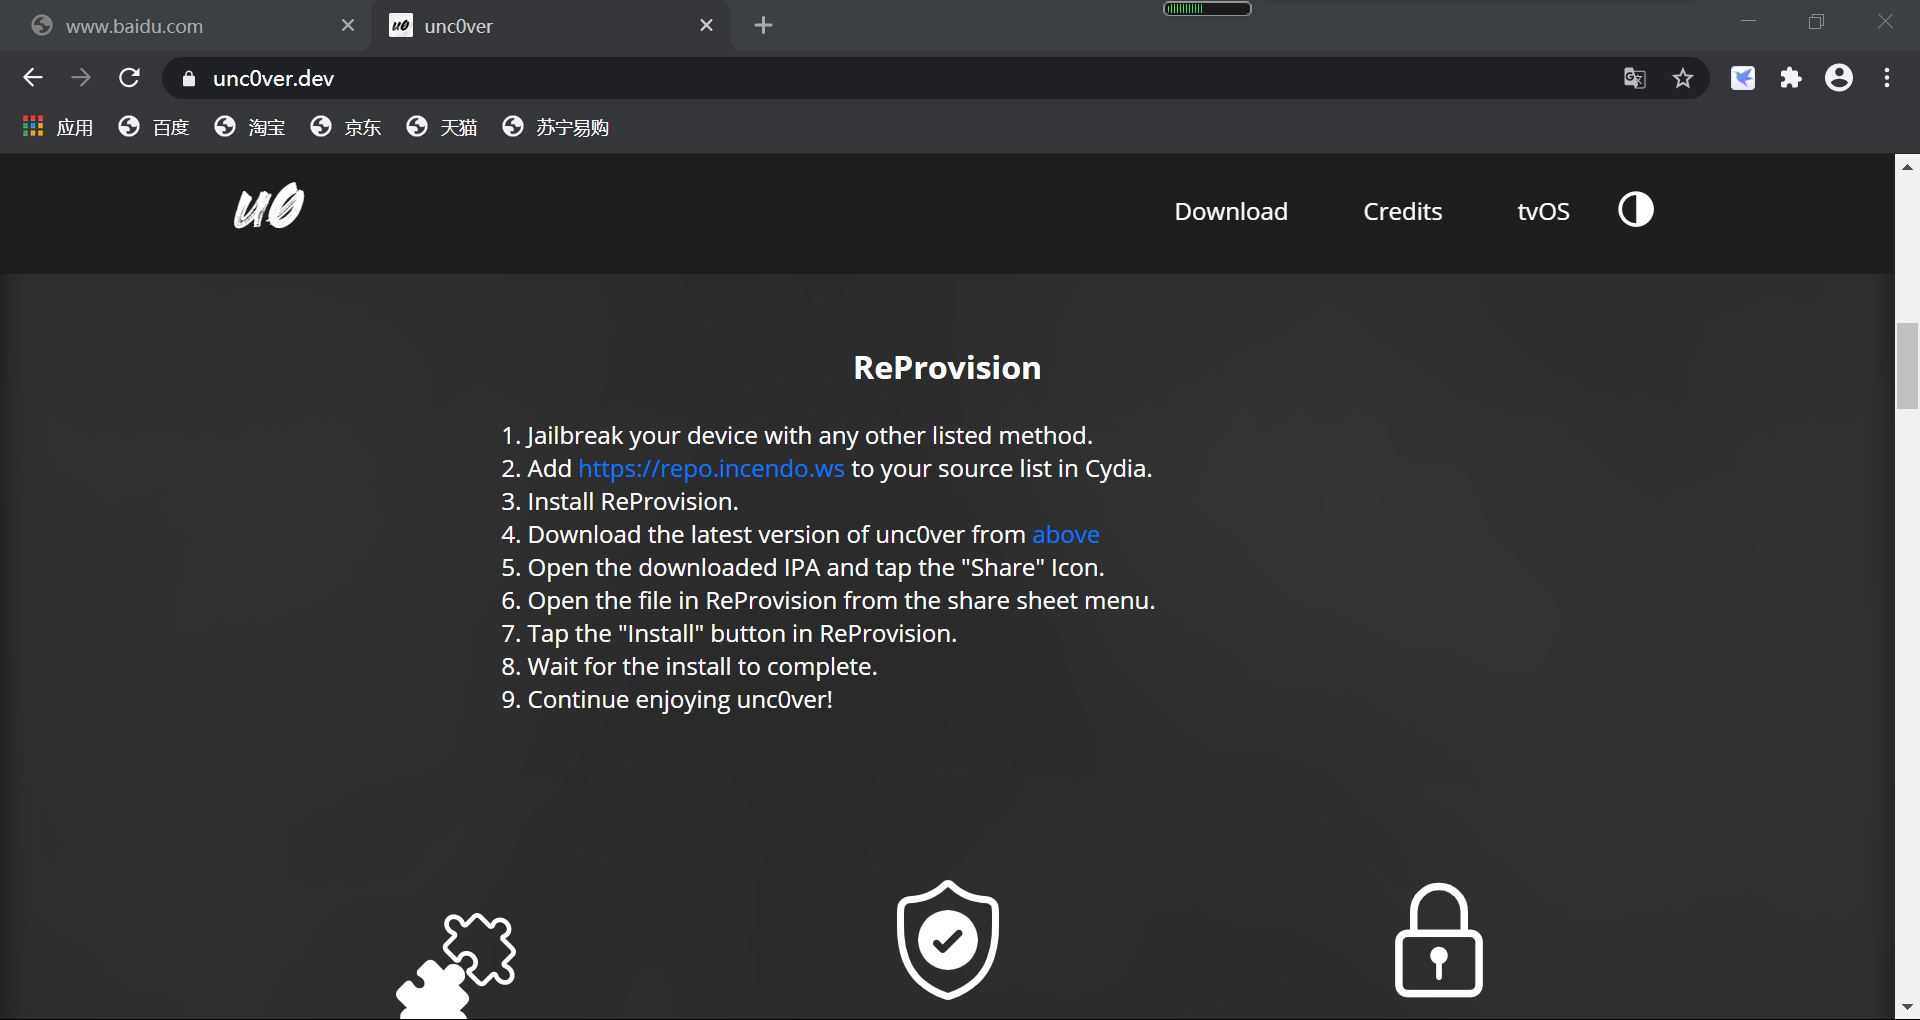 www.baidu.com
u0 unc0ver
unc0ver.dev
应用 百度 淘宝 京东 天猫 苏宁易购
u0 Download Credits tvOS
ReProvision
1. Jailbreak your device with any other listed method.
2. Add https://repo.incendo.ws to your source list in Cydia.
3. Install ReProvision.
4. Download the latest version of unc0ver from above
5. Open the downloaded IPA and tap the "Share" Icon.
6. Open the file in ReProvision from the share sheet menu.
7. Tap the "Install" button in ReProvision.
8. Wait for the install to complete.
9. Continue enjoying unc0ver!